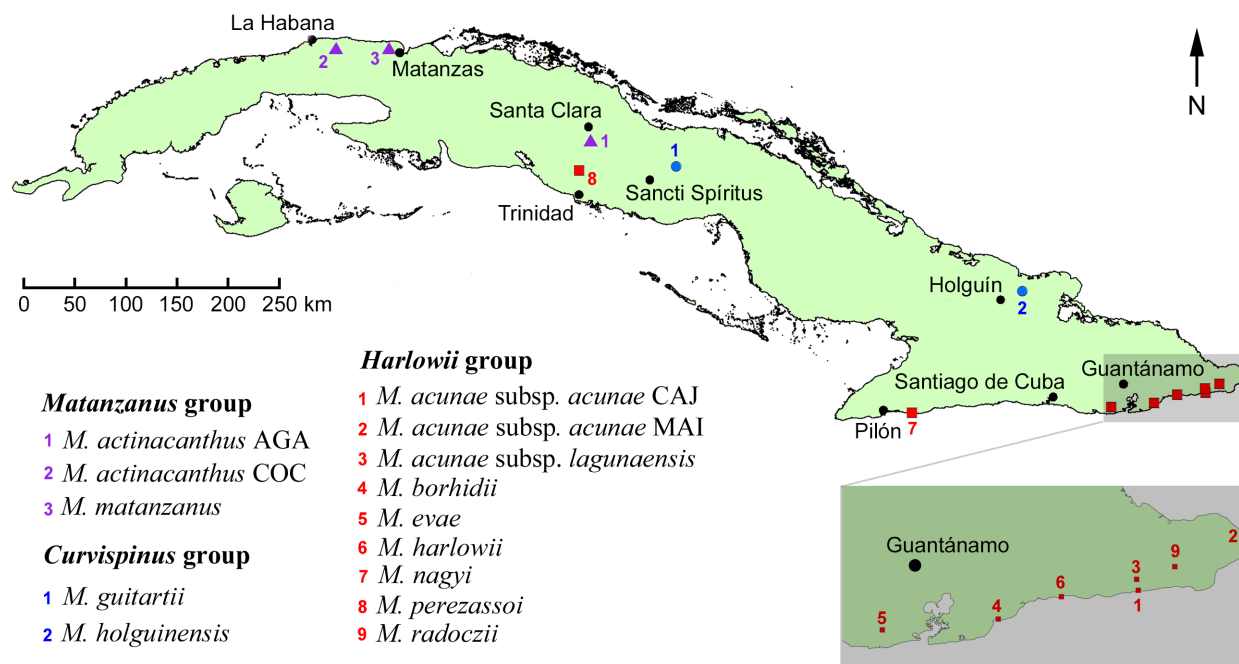 La Habana
2
3
Matanzas
N
Santa Clara
1
1
8
Sancti Spíritus
Trinidad
0 50 100 150 200 250 km
Holguín
2
Guantánamo
Santiago de Cuba
Pilón
7
Matanzanus group
1 M. actinacanthus AGA
2 M. actinacanthus COC
3 M. matanzanus
Curvispinus group
1 M. guitartii
2 M. holguinensis
Harlowii group
1 M. acunae subsp. acunae CAJ
2 M. acunae subsp. acunae MAI
3 M. acunae subsp. lagunaensis
4 M. borhidii
5 M. evae
6 M. harlowii
7 M. nagyi
8 M. perezassoi
9 M. radoczii
Guantánamo
2
9
3
6
1
4
5